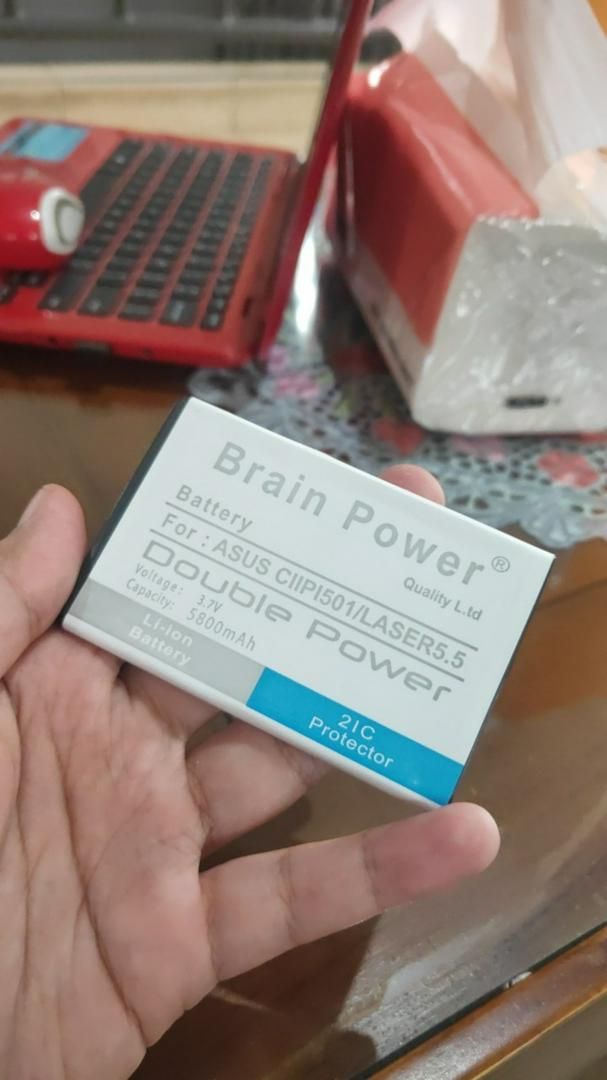 Brain Power®
Quality L.td
Battery
For : ASUS CIIPI501/LASER5.5
Double Power
Voltage: 3.7V
Capacity: 5800mAh
Li-ion
Battery
2IC
Protector